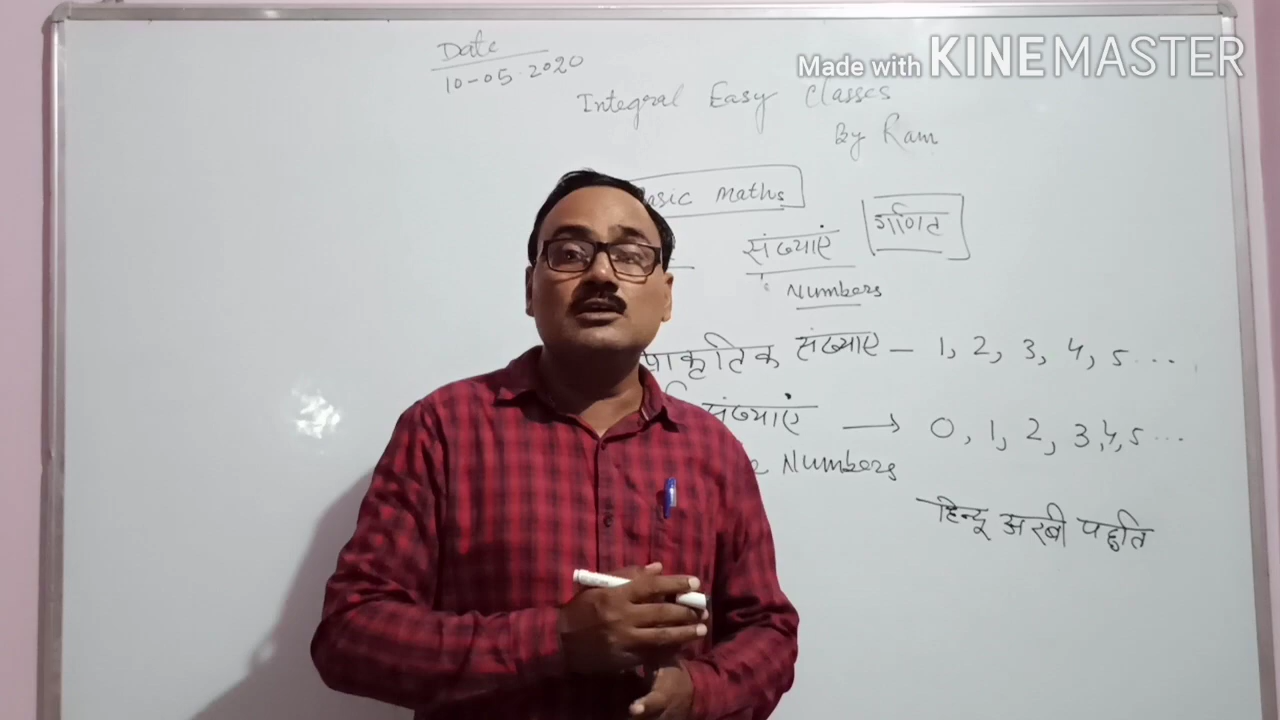 Made with KINEMASTER
Date
10-05-2020
Integral Easy Classes
By Ram
Basic Maths
संख्याएं
गणित
Numbers
प्राकृतिक संख्याए – 1, 2, 3, 4, 5 ...
संख्याएं → 0, 1, 2, 3, 4, 5 ...
Numbers
हिन्दू अरबी पद्धति